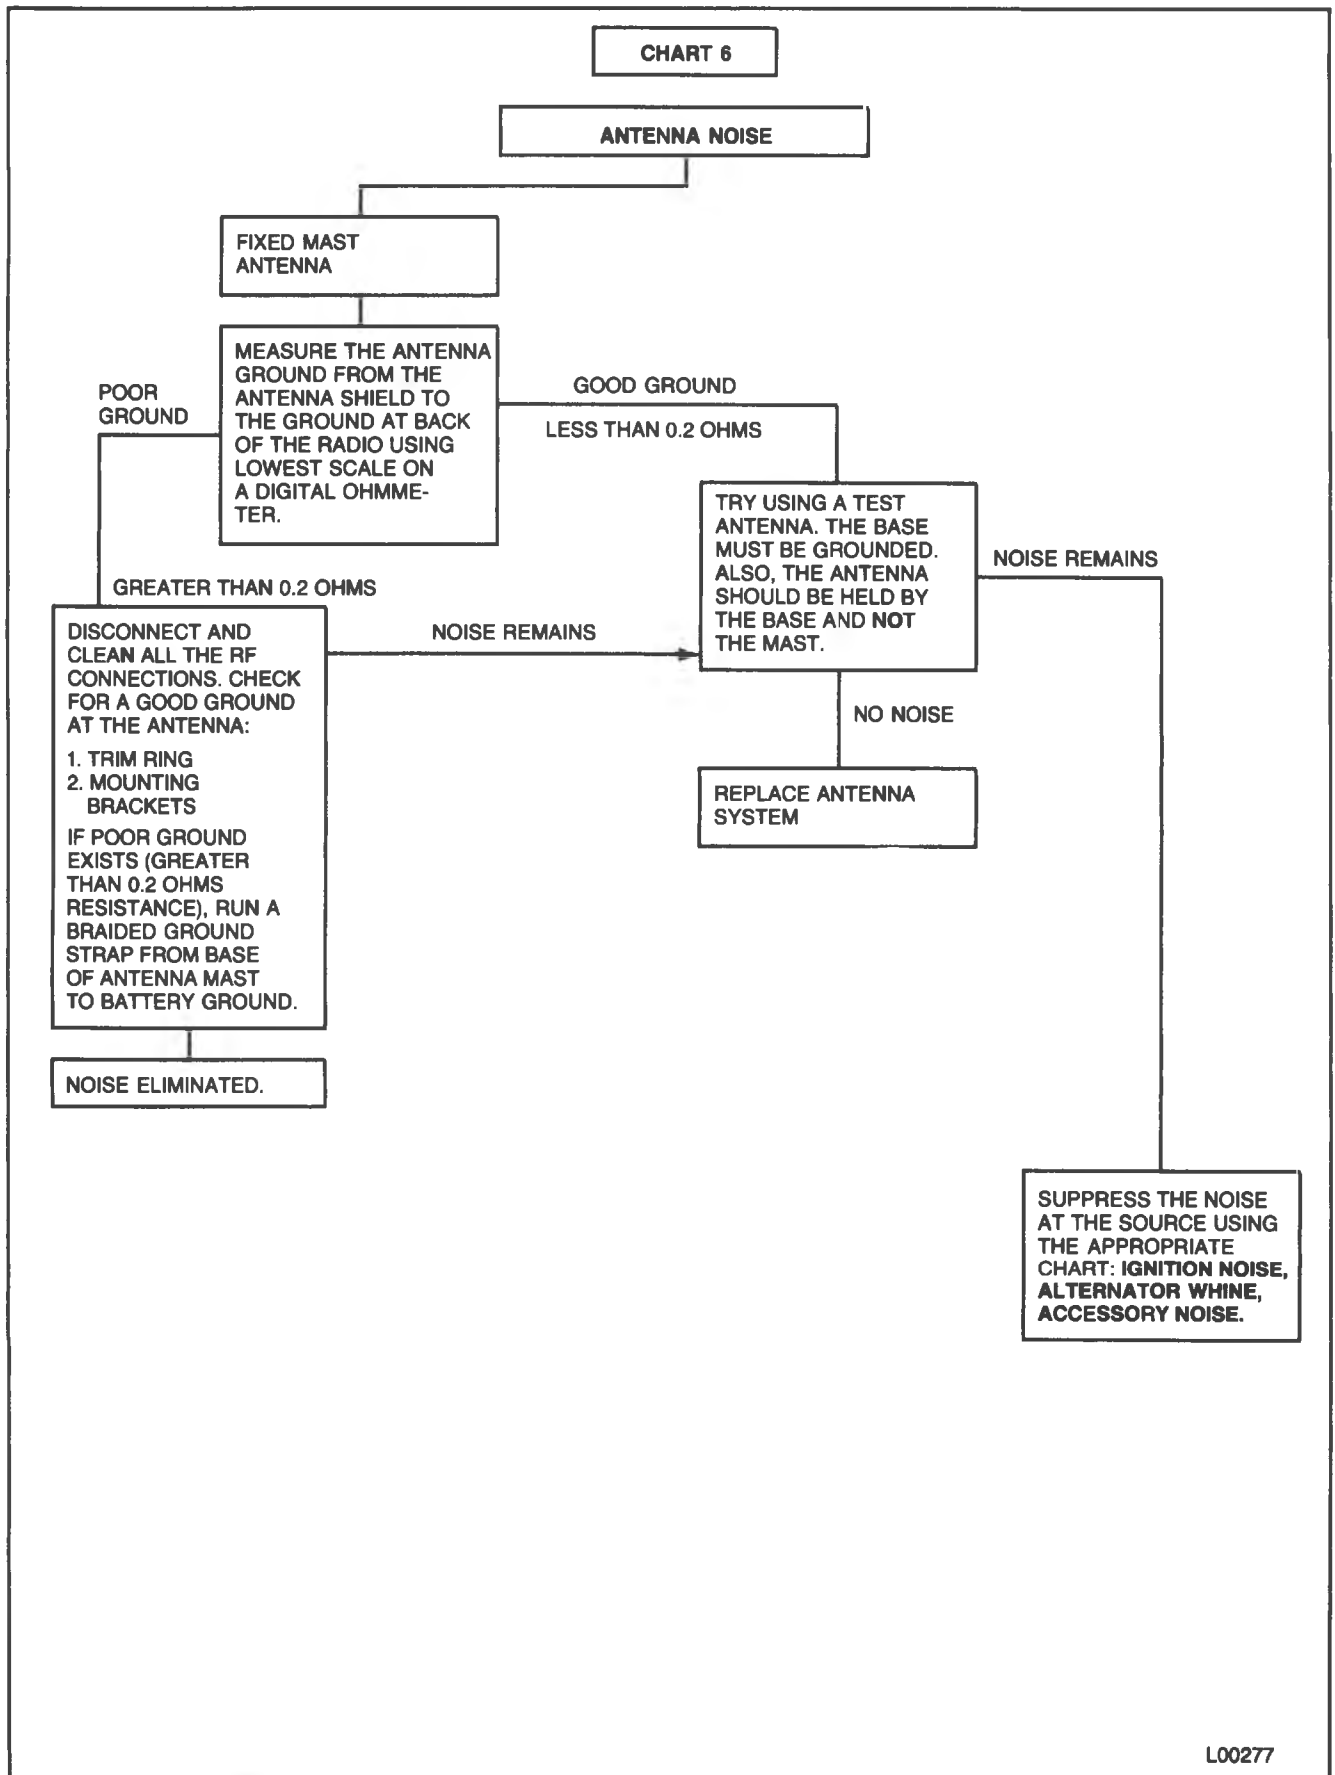 CHART 6
ANTENNA NOISE
FIXED MAST
ANTENNA
MEASURE THE ANTENNA
GROUND FROM THE
ANTENNA SHIELD TO
THE GROUND AT BACK
OF THE RADIO USING
LOWEST SCALE ON
A DIGITAL OHMME-
TER.
POOR
GROUND
GOOD GROUND
LESS THAN 0.2 OHMS
TRY USING A TEST
ANTENNA. THE BASE
MUST BE GROUNDED.
ALSO, THE ANTENNA
SHOULD BE HELD BY
THE BASE AND NOT
THE MAST.
NOISE REMAINS
GREATER THAN 0.2 OHMS
DISCONNECT AND
CLEAN ALL THE RF
CONNECTIONS. CHECK
FOR A GOOD GROUND
AT THE ANTENNA:
1. TRIM RING
2. MOUNTING
BRACKETS
IF POOR GROUND
EXISTS (GREATER
THAN 0.2 OHMS
RESISTANCE), RUN A
BRAIDED GROUND
STRAP FROM BASE
OF ANTENNA MAST
TO BATTERY GROUND.
NOISE REMAINS
NO NOISE
REPLACE ANTENNA
SYSTEM
NOISE ELIMINATED.
SUPPRESS THE NOISE
AT THE SOURCE USING
THE APPROPRIATE
CHART: IGNITION NOISE,
ALTERNATOR WHINE,
ACCESSORY NOISE.
L00277